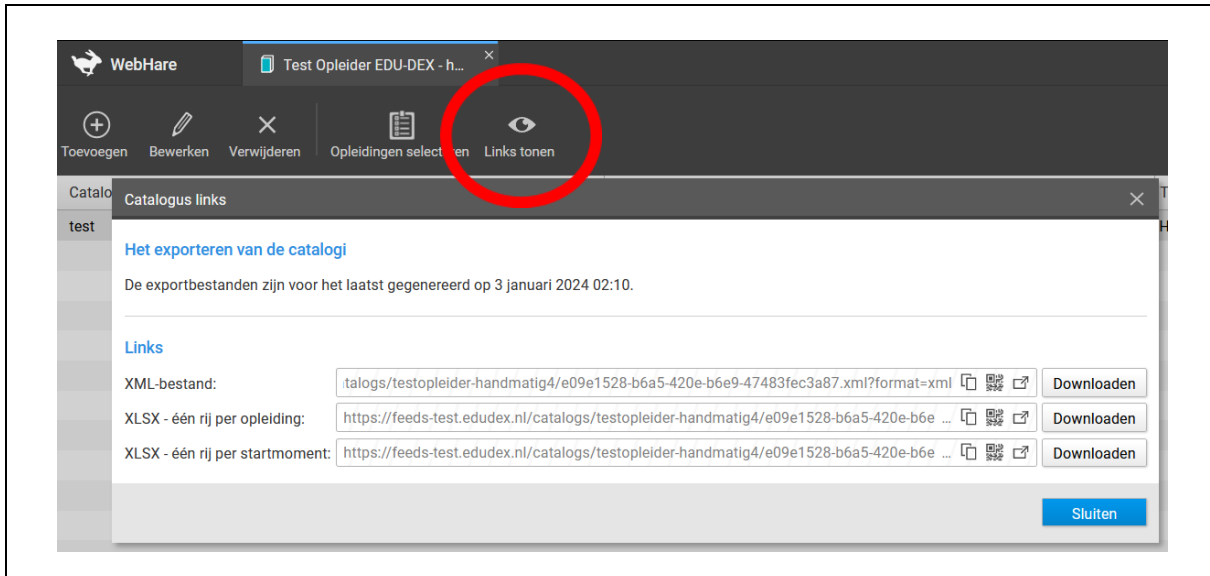 WebHare
Test Opleider EDU-DEX - h...
Toevoegen Bewerken Verwijderen Opleidingen selecteren Links tonen
Catalo
T
Catalogus links
test
H
Het exporteren van de catalogi
De exportbestanden zijn voor het laatst gegenereerd op 3 januari 2024 02:10.
Links
XML-bestand: talogs/testopleider-handmatig4/e09e1528-b6a5-420e-b6e9-47483fec3a87.xml?format=xml Downloaden
XLSX - één rij per opleiding: https://feeds-test.edudex.nl/catalogs/testopleider-handmatig4/e09e1528-b6a5-420e-b6e ... Downloaden
XLSX - één rij per startmoment: https://feeds-test.edudex.nl/catalogs/testopleider-handmatig4/e09e1528-b6a5-420e-b6e ... Downloaden
Sluiten